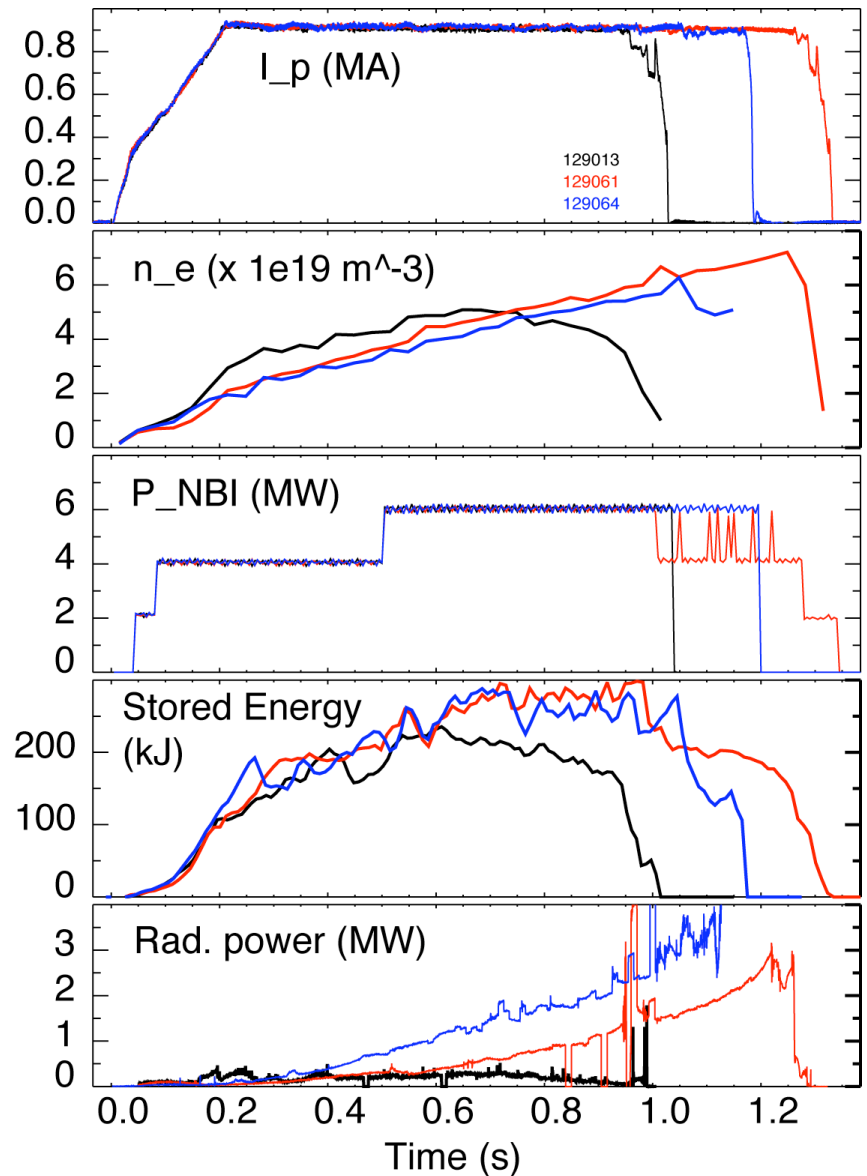 I_p (MA)
0.8
0.6
0.4
0.2
0.0
129013
129061
129064
n_e (x 1e19 m^-3)
6
4
2
0
P_NBI (MW)
6
4
2
0
Stored Energy
(kJ)
200
100
0
Rad. power (MW)
3
2
1
0
0.0 0.2 0.4 0.6 0.8 1.0 1.2
Time (s)